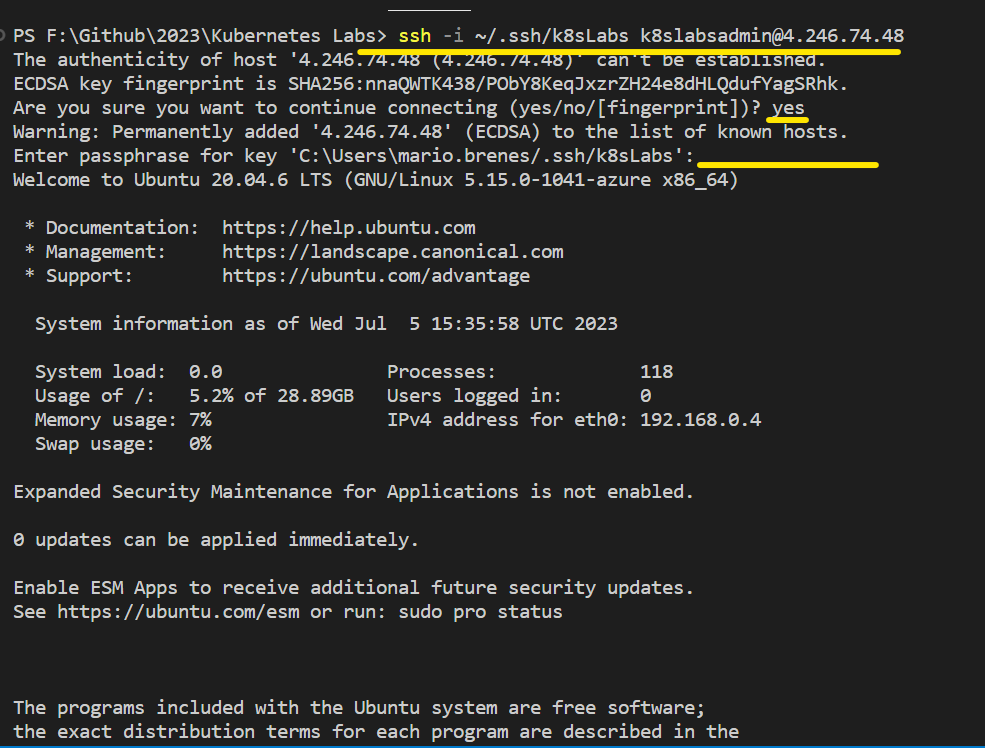 PS F:\Github\2023\Kubernetes Labs> ssh -i ~/.ssh/k8sLabs k8slabsadmin@4.246.74.48
The authenticity of host '4.246.74.48 (4.246.74.48)' can't be established.
ECDSA key fingerprint is SHA256:nnaQWTK438/PObY8KeqJxzrZH24e8dHLQdufYagSRhk.
Are you sure you want to continue connecting (yes/no/[fingerprint])? yes
Warning: Permanently added '4.246.74.48' (ECDSA) to the list of known hosts.
Enter passphrase for key 'C:\Users\mario.brenes/.ssh/k8sLabs':
Welcome to Ubuntu 20.04.6 LTS (GNU/Linux 5.15.0-1041-azure x86_64)
* Documentation:  https://help.ubuntu.com
* Management:     https://landscape.canonical.com
* Support:        https://ubuntu.com/advantage
System information as of Wed Jul  5 15:35:58 UTC 2023
System load:  0.0               Processes:             118
Usage of /:   5.2% of 28.89GB   Users logged in:       0
Memory usage: 7%                IPv4 address for eth0: 192.168.0.4
Swap usage:   0%
Expanded Security Maintenance for Applications is not enabled.
0 updates can be applied immediately.
Enable ESM Apps to receive additional future security updates.
See https://ubuntu.com/esm or run: sudo pro status
The programs included with the Ubuntu system are free software;
the exact distribution terms for each program are described in the